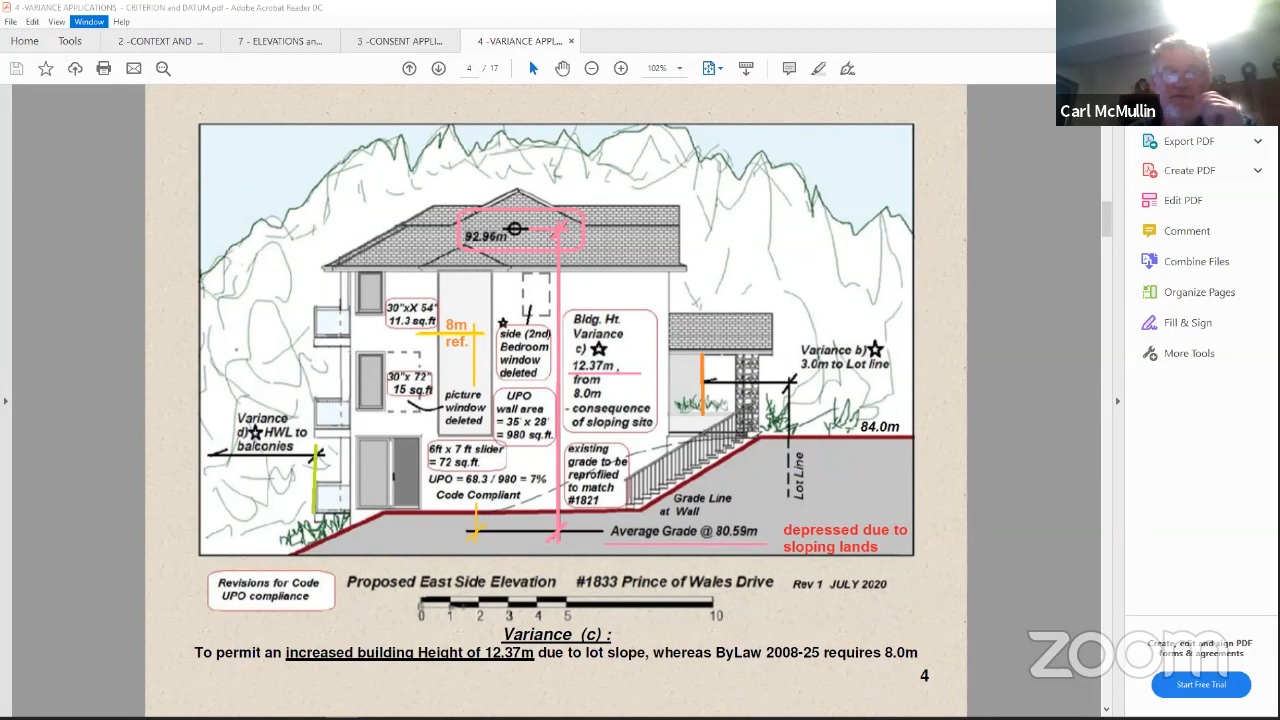 4 -VARIANCE APPLICATIONS - CRITERION and DATUM.pdf - Adobe Acrobat Reader DC
File Edit View Window Help
Home Tools 2 -CONTEXT AND ... 7 - ELEVATIONS an... 3 -CONSENT APPLI... 4 -VARIANCE APPL... ×
4 / 17 102%
Carl McMullin
Export PDF
Create PDF
Edit PDF
Comment
Combine Files
Organize Pages
Fill & Sign
More Tools
92.96m
30"xX 54"
11.3 sq.ft
8m
ref.
side (2nd)
Bedroom
window
deleted
Bldg. Ht.
Variance
c)
12.37m ,
from
8.0m
- consequence
of sloping site
Variance b)
3.0m to Lot line
30"x 72"
15 sq.ft
picture
window
deleted
UPO
wall area
= 35' x 28'
= 980 sq.ft.
Variance
d) HWL to
balconies
84.0m
6ft x 7 ft slider
= 72 sq.ft.
UPO = 68.3 / 980 = 7%
Code Compliant
existing
grade to be
reprofiled
to match
#1821
Lot Line
Grade Line
at Wall
Average Grade @ 80.59m
depressed due to
sloping lands
Revisions for Code
UPO compliance
Proposed East Side Elevation #1833 Prince of Wales Drive Rev 1 JULY 2020
0 1 2 3 4 5 10
Variance (c) :
To permit an increased building Height of 12.37m due to lot slope, whereas ByLaw 2008-25 requires 8.0m
4
Create, edit and sign PDF
forms & agreements
Start Free Trial
zoom